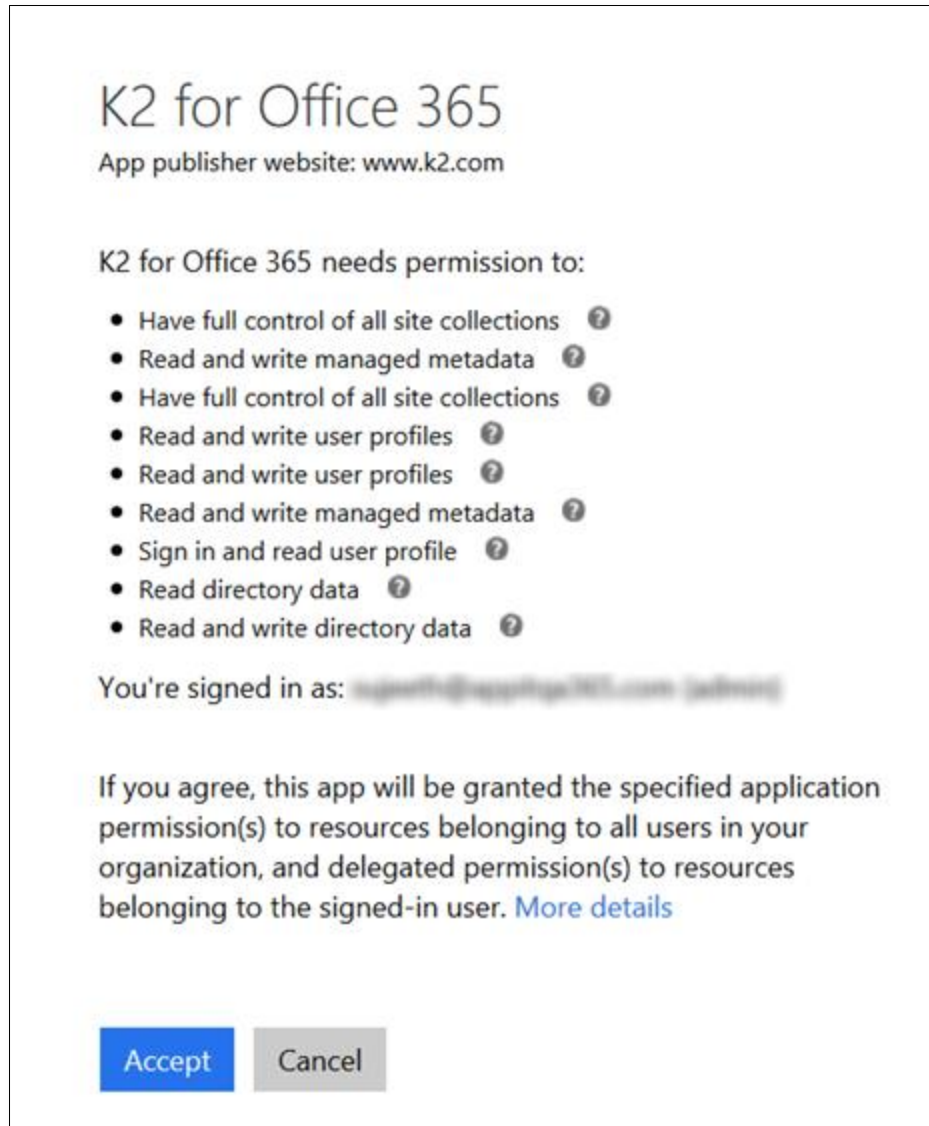 K2 for Office 365
App publisher website: www.k2.com
K2 for Office 365 needs permission to:
Have full control of all site collections
Read and write managed metadata
Have full control of all site collections
Read and write user profiles
Read and write user profiles
Read and write managed metadata
Sign in and read user profile
Read directory data
Read and write directory data
You're signed in as:
If you agree, this app will be granted the specified application
permission(s) to resources belonging to all users in your
organization, and delegated permission(s) to resources
belonging to the signed-in user. More details
Accept Cancel